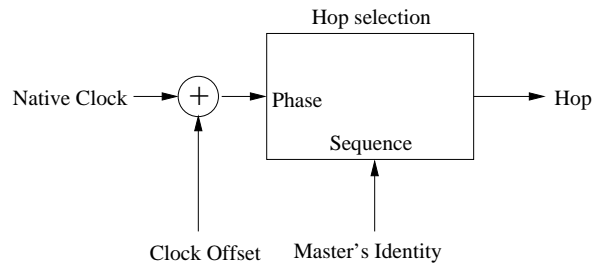 Hop selection
Native Clock
+
Phase
Hop
Sequence
Clock Offset
Master's Identity